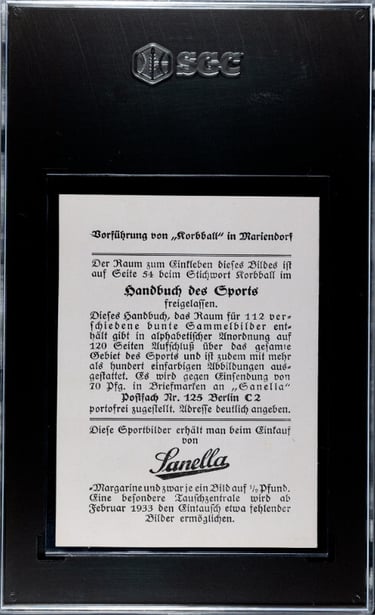 SGC
Vorführung von „Korbball" in Mariendorf
Der Raum zum Einkleben dieses Bildes ist
auf Seite 54 beim Stichwort Korbball im
Handbuch des Sports
freigelassen.
Dieses Handbuch, das Raum für 112 ver-
schiedene bunte Sammelbilder ent-
hält gibt in alphabetischer Anordnung auf
120 Seiten Aufschluß über das gesamte
Gebiet des Sports und ist zudem mit mehr
als hundert einfarbigen Abbildungen aus-
gestattet. Es wird gegen Einsendung von
70 Pfg. in Briefmarken an „Sanella"
Postfach Nr. 125 Berlin C2
portofrei zugestellt. Adresse deutlich angeben.
Diese Sportbilder erhält man beim Einkauf
von
Sanella
-Margarine und zwar je ein Bild auf ½ Pfund.
Eine besondere Tauschzentrale wird ab
Februar 1933 den Eintausch etwa fehlender
Bilder ermöglichen.